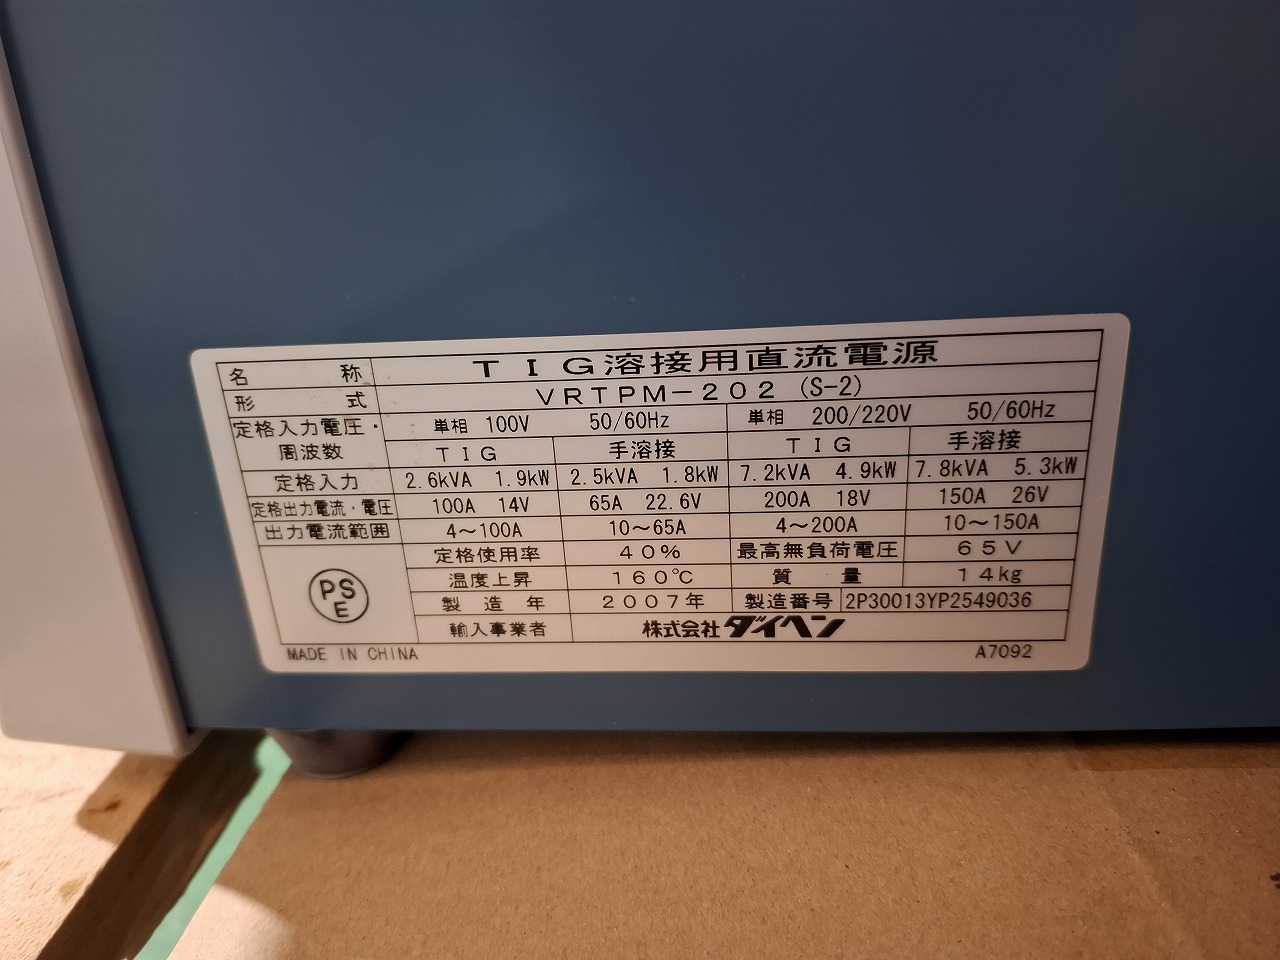 名称 TIG溶接用直流電源
形式 VRTPM-202 (S-2)
定格入力電圧・周波数 単相 100V 50/60Hz 単相 200/220V 50/60Hz
TIG 手溶接 TIG 手溶接
定格入力 2.6kVA 1.9kW 2.5kVA 1.8kW 7.2kVA 4.9kW 7.8kVA 5.3kW
定格出力電流・電圧 100A 14V 65A 22.6V 200A 18V 150A 26V
出力電流範囲 4～100A 10～65A 4～200A 10～150A
定格使用率 40% 最高無負荷電圧 65V
温度上昇 160℃ 質量 14kg
製造年 2007年 製造番号 2P30013YP2549036
輸入事業者 株式会社ダイヘン
PSE
MADE IN CHINA A7092